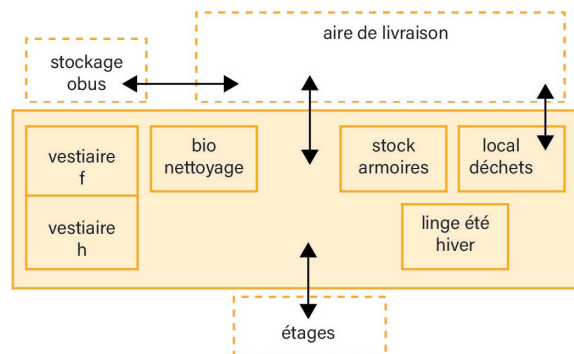 aire de livraison
stockage
obus
vestiaire
f
bio
nettoyage
stock
armoires
local
déchets
vestiaire
h
linge été
hiver
étages